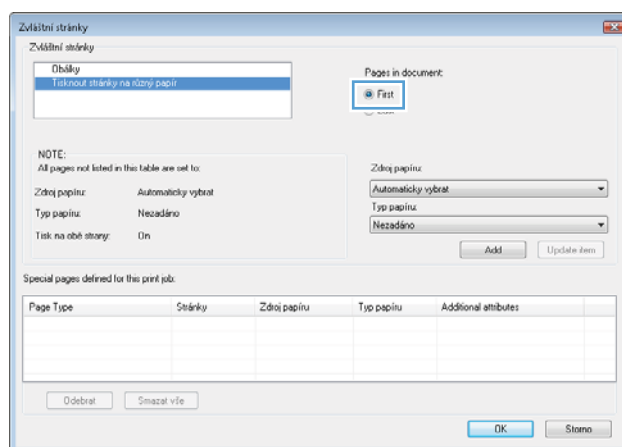 Zvláštní stránky
Zvláštní stránky
Obálky
Tisknout stránky na různý papír
Pages in document:
First
NOTE:
All pages not listed in this table are set to:
Zdroj papíru: Automaticky vybrat
Typ papíru: Nezadáno
Tisk na obě strany: On
Zdroj papíru:
Automaticky vybrat
Typ papíru:
Nezadáno
Add Update item
Special pages defined for this print job:
Page Type Stránky Zdroj papíru Typ papíru Additional attributes
Odebrat Smazat vše
OK Storno